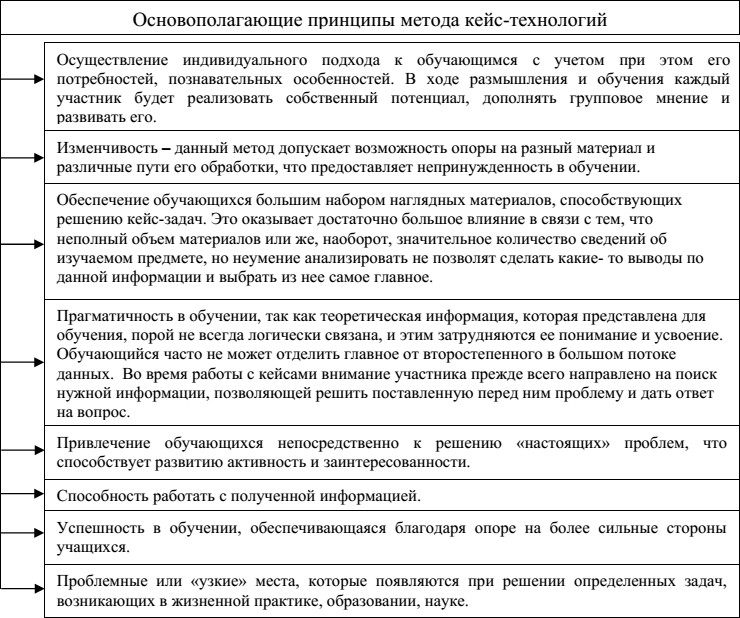 Основополагающие принципы метода кейс-технологий
Осуществление индивидуального подхода к обучающимся с учетом при этом его
потребностей, познавательных особенностей. В ходе размышления и обучения каждый
участник будет реализовать собственный потенциал, дополнять групповое мнение и
развивать его.
Изменчивость – данный метод допускает возможность опоры на разный материал и
различные пути его обработки, что предоставляет непринужденность в обучении.
Обеспечение обучающихся большим набором наглядных материалов, способствующих
решению кейс-задач. Это оказывает достаточно большое влияние в связи с тем, что
неполный объем материалов или же, наоборот, значительное количество сведений об
изучаемом предмете, но неумение анализировать не позволят сделать какие- то выводы по
данной информации и выбрать из нее самое главное.
Прагматичность в обучении, так как теоретическая информация, которая представлена для
обучения, порой не всегда логически связана, и этим затрудняются ее понимание и усвоение.
Обучающийся часто не может отделить главное от второстепенного в большом потоке
данных. Во время работы с кейсами внимание участника прежде всего направлено на поиск
нужной информации, позволяющей решить поставленную перед ним проблему и дать ответ
на вопрос.
Привлечение обучающихся непосредственно к решению «настоящих» проблем, что
способствует развитию активность и заинтересованности.
Способность работать с полученной информацией.
Успешность в обучении, обеспечивающаяся благодаря опоре на более сильные стороны
учащихся.
Проблемные или «узкие» места, которые появляются при решении определенных задач,
возникающих в жизненной практике, образовании, науке.